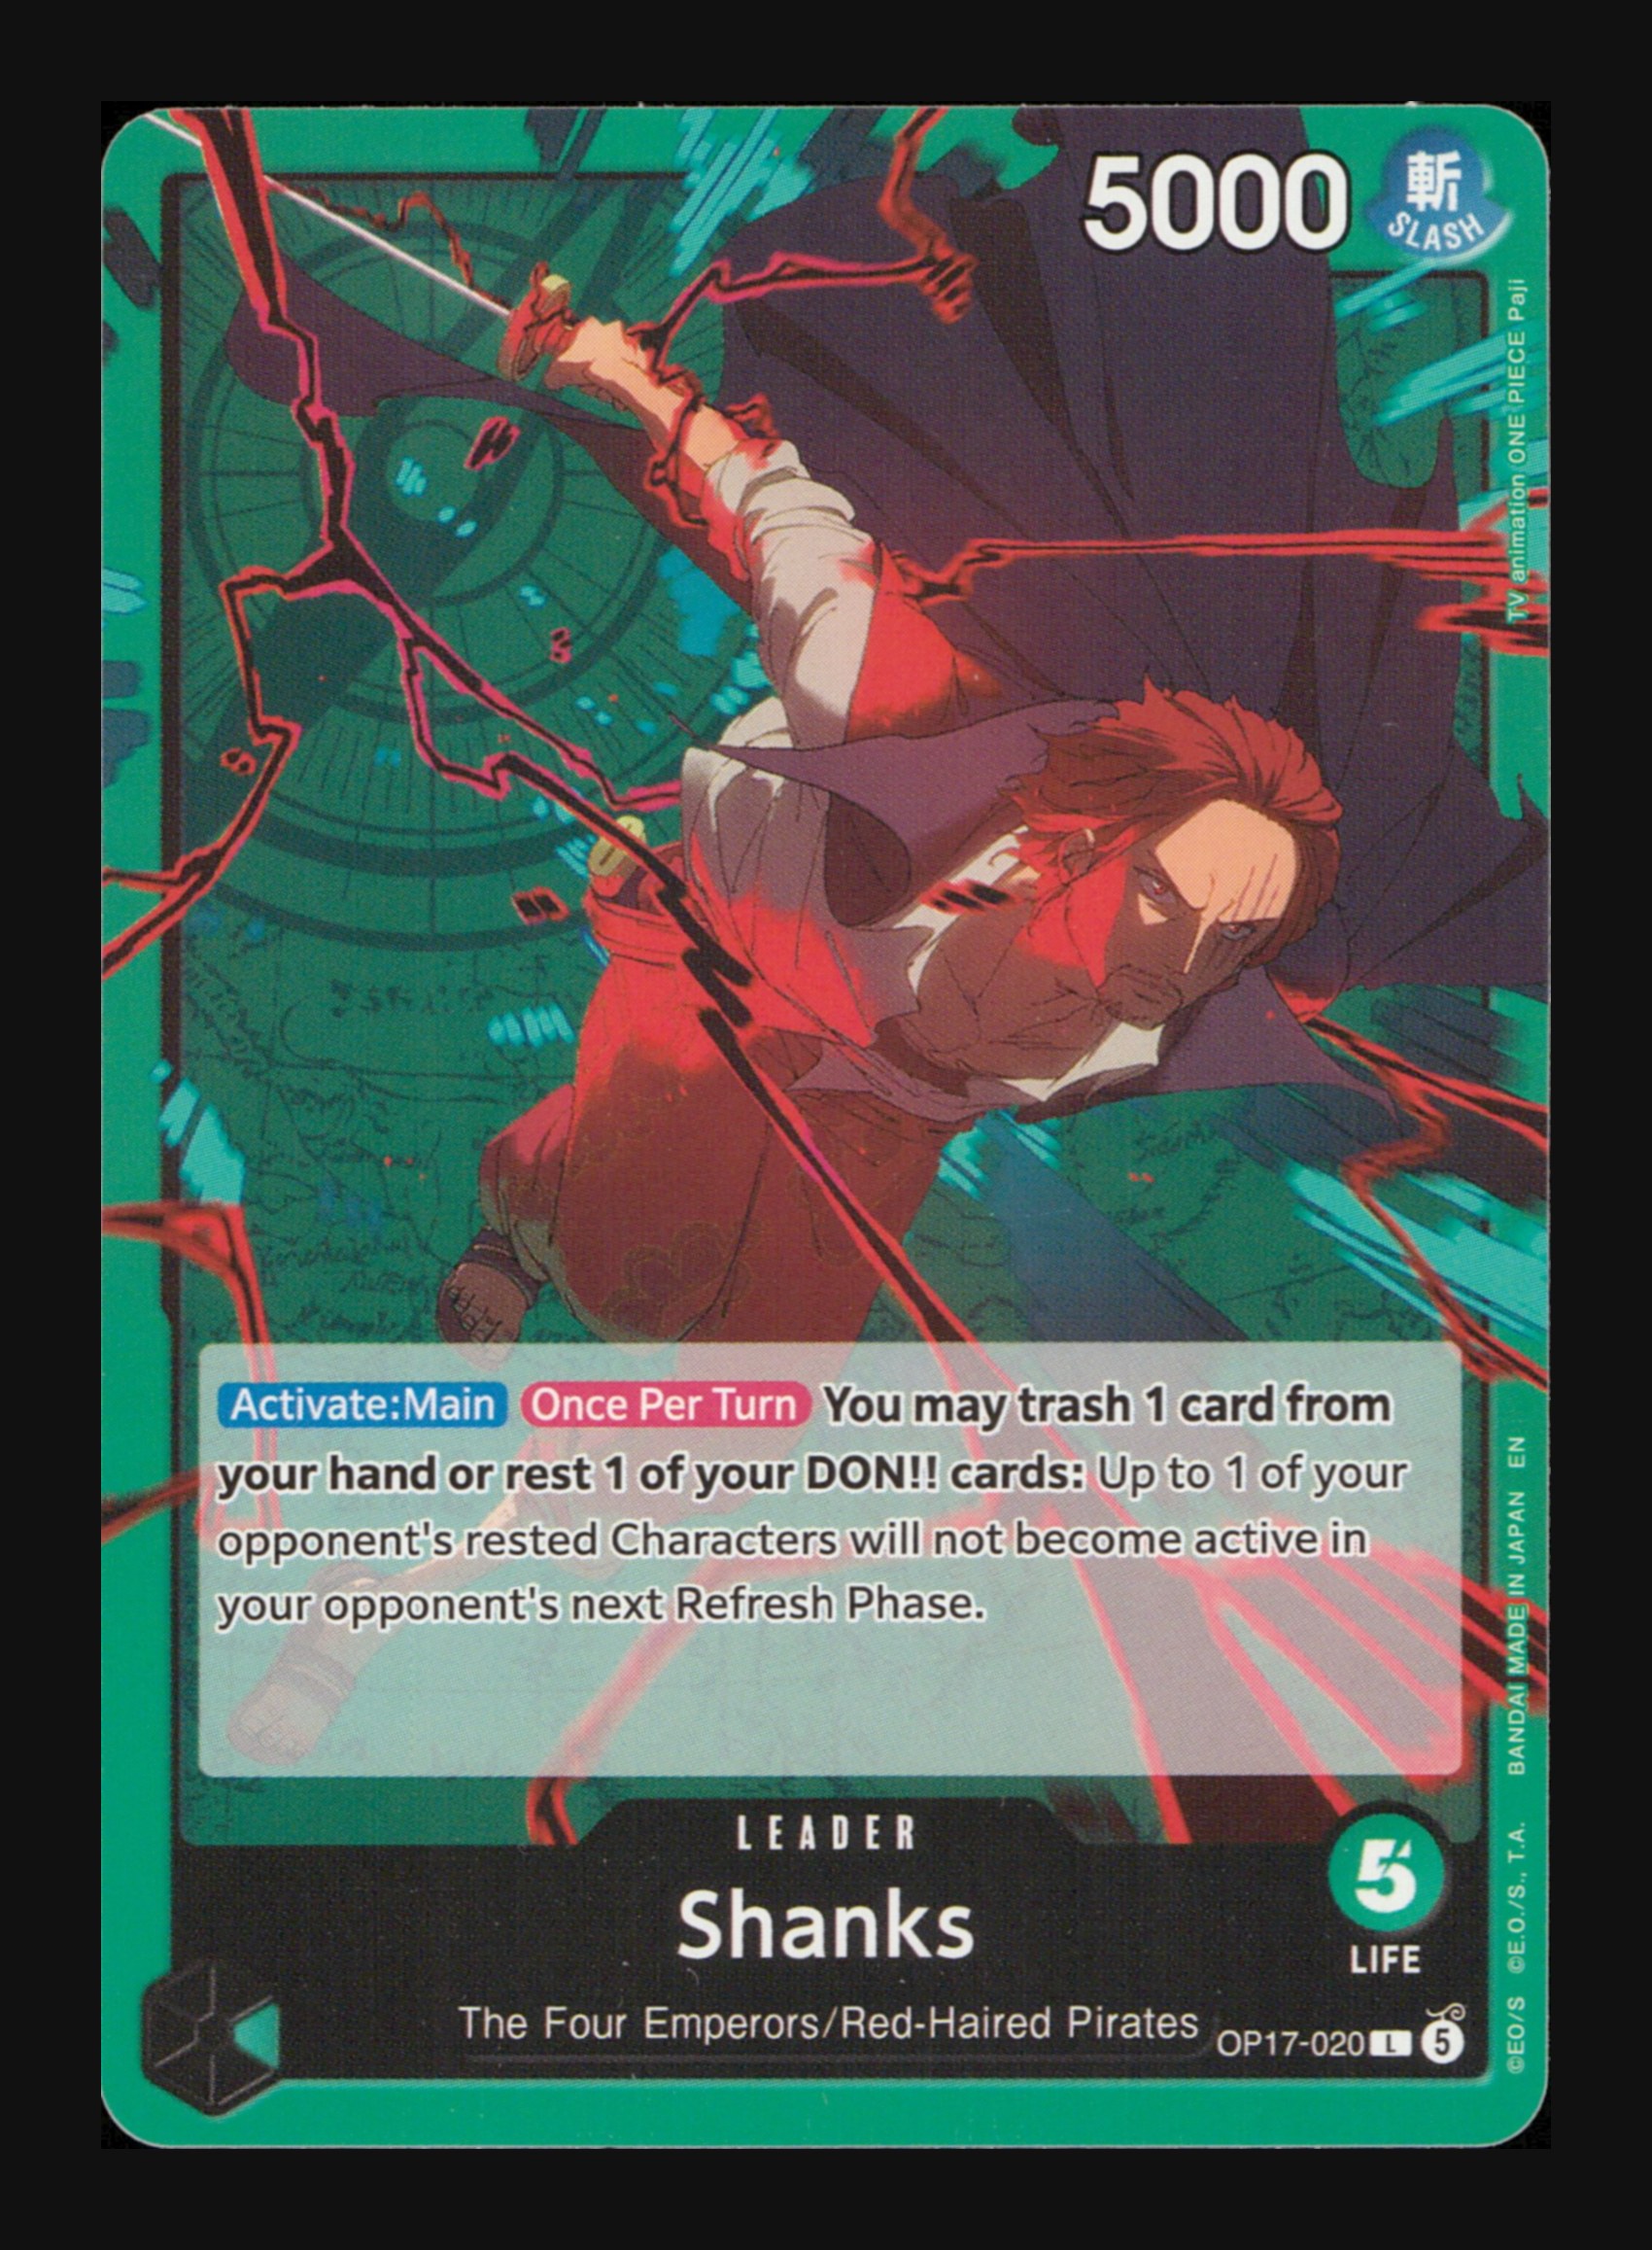 5000
斬
SLASH
TV animation ONE PIECE Paji
Activate:Main Once Per Turn You may trash 1 card from
your hand or rest 1 of your DON!! cards: Up to 1 of your
opponent's rested Characters will not become active in
your opponent's next Refresh Phase.
LEADER
5
LIFE
Shanks
The Four Emperors/Red-Haired Pirates
OP17-020 L 5
©EO/S ©E.O./S., T.A. BANDAI MADE IN JAPAN EN